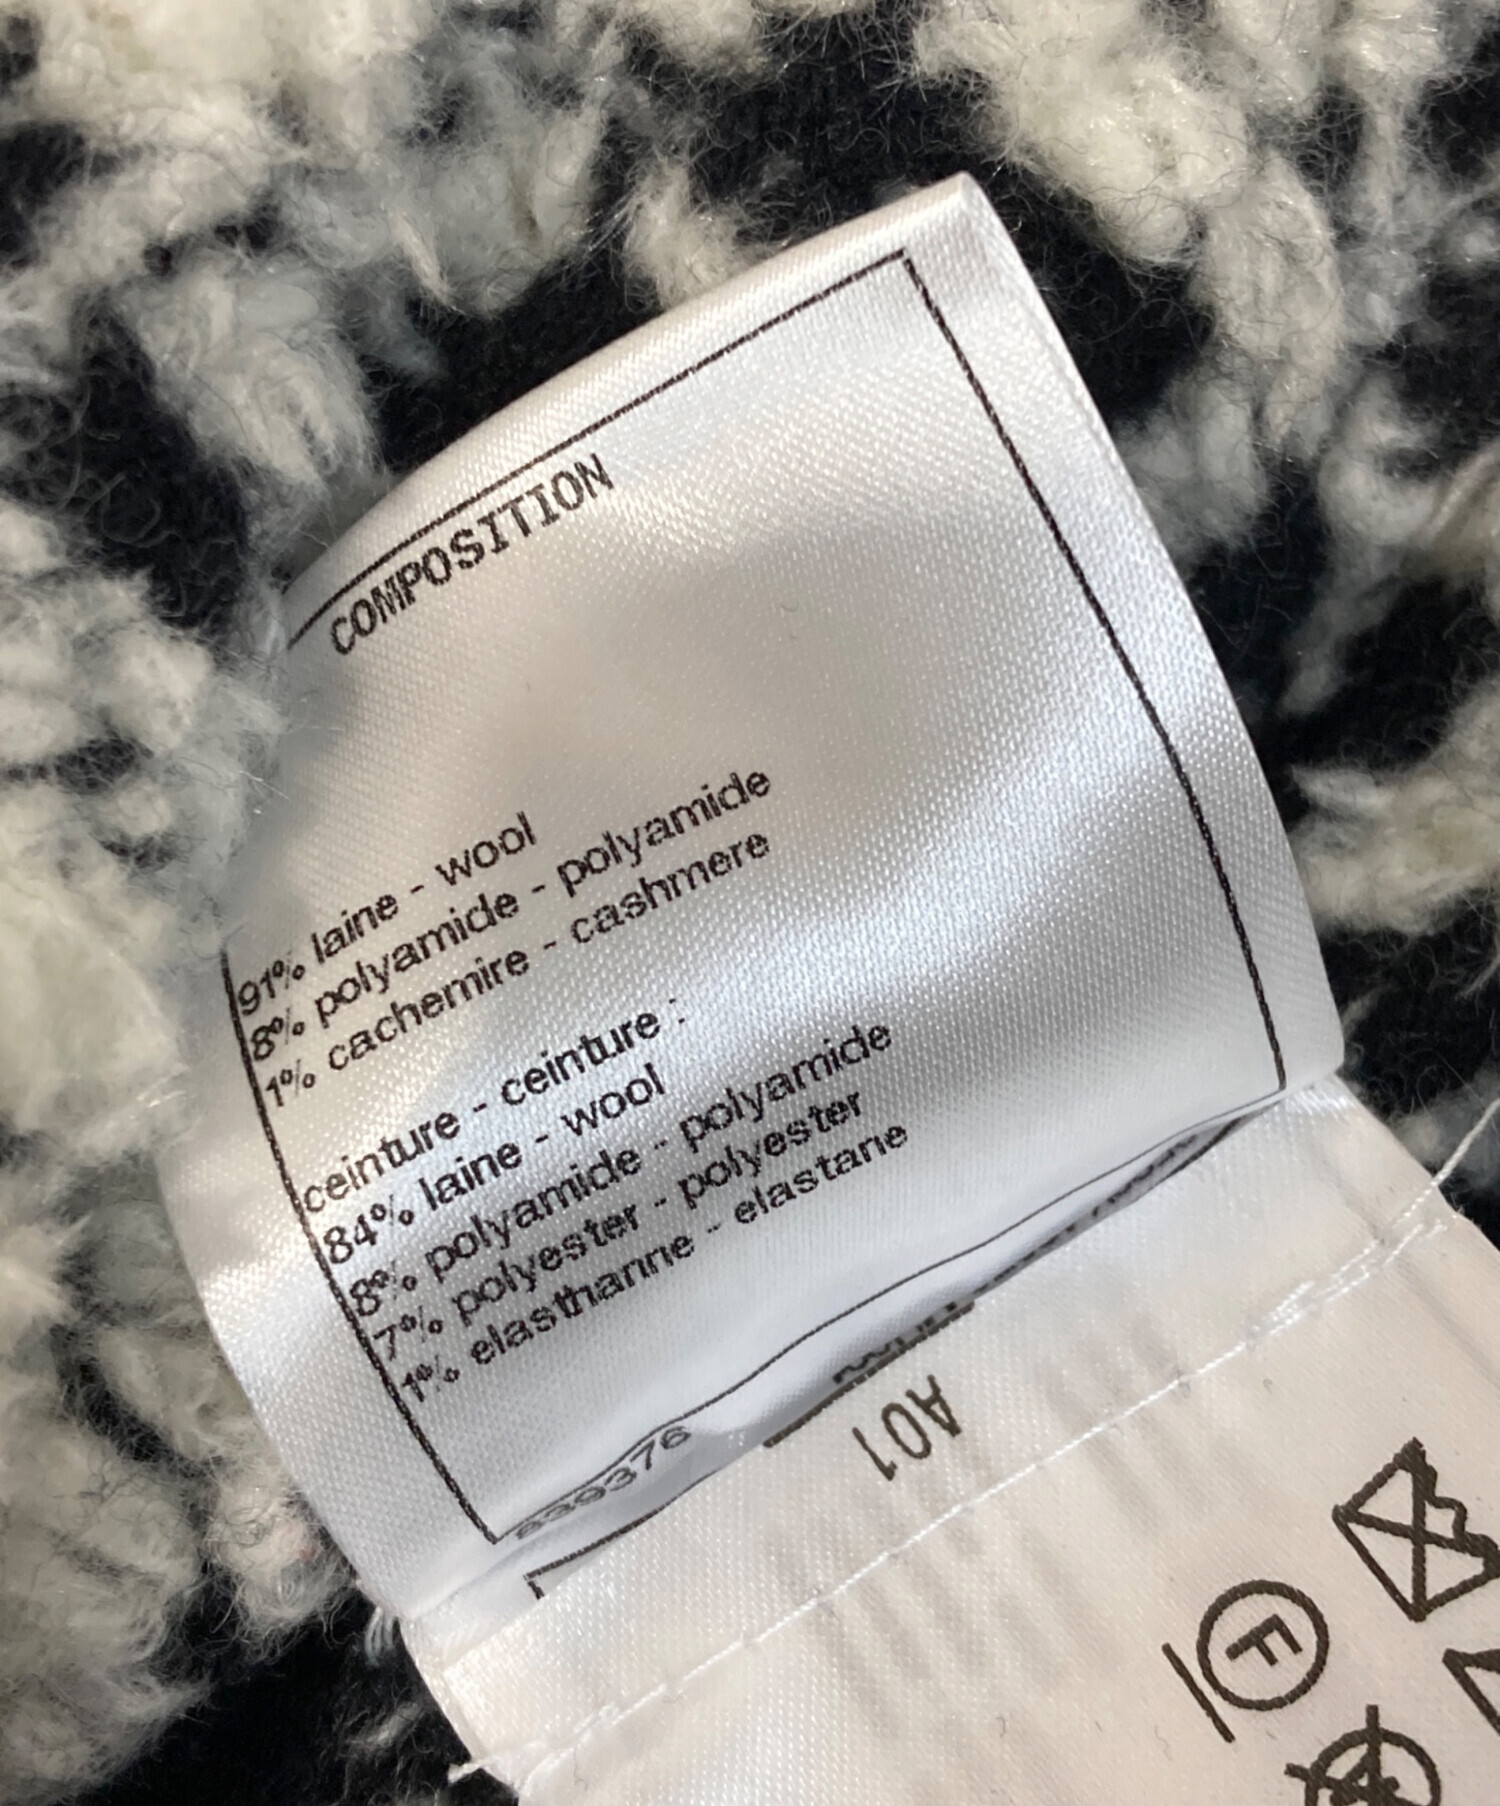 COMPOSITION
91% laine - wool
8% polyamide - polyamide
1% cachemire - cashmere
ceinture - ceinture :
84% laine - wool
8% polyamide - polyamide
7% polyester - polyester
1% elasthanne - elastane
839376
A01
F